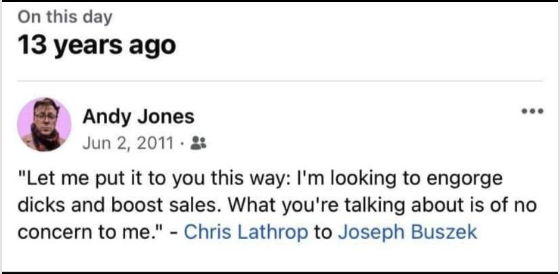 On this day
13 years ago
Andy Jones
Jun 2, 2011 ·
"Let me put it to you this way: I'm looking to engorge
dicks and boost sales. What you're talking about is of no
concern to me." - Chris Lathrop to Joseph Buszek